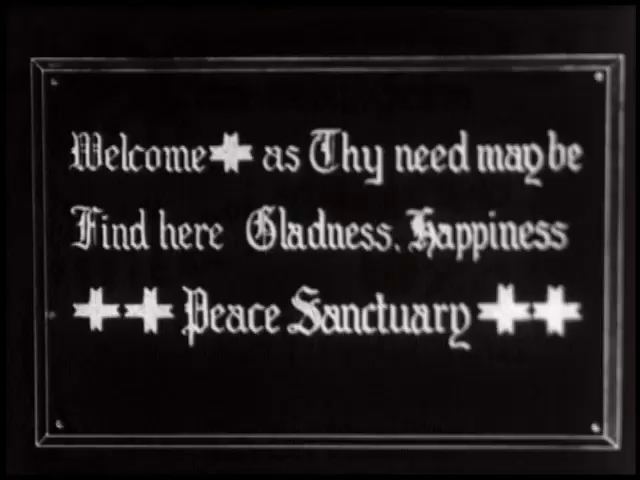 Welcome as Thy need may be
Find here Gladness. Happiness
Peace Sanctuary